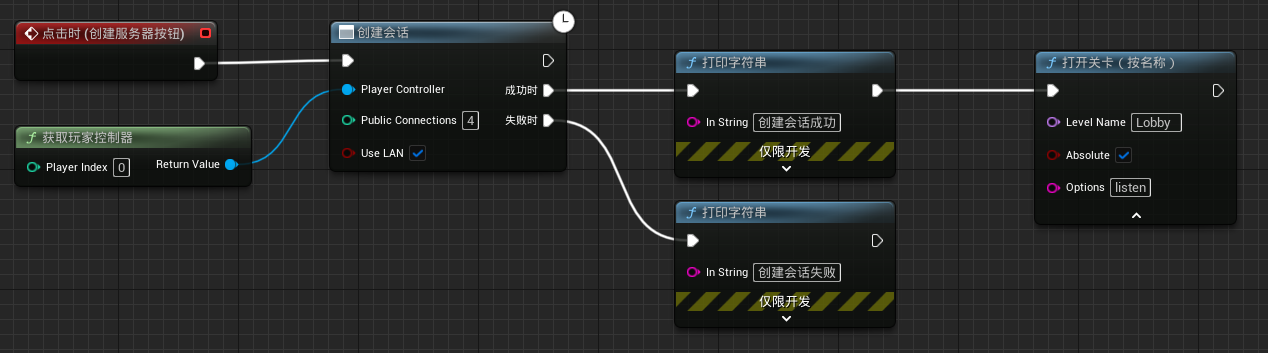 点击时 (创建服务器按钮)
获取玩家控制器
Player Index 0
Return Value
创建会话
Player Controller
成功时
Public Connections 4
失败时
Use LAN
打印字符串
In String 创建会话成功
仅限开发
打印字符串
In String 创建会话失败
仅限开发
打开关卡（按名称）
Level Name Lobby
Absolute
Options listen